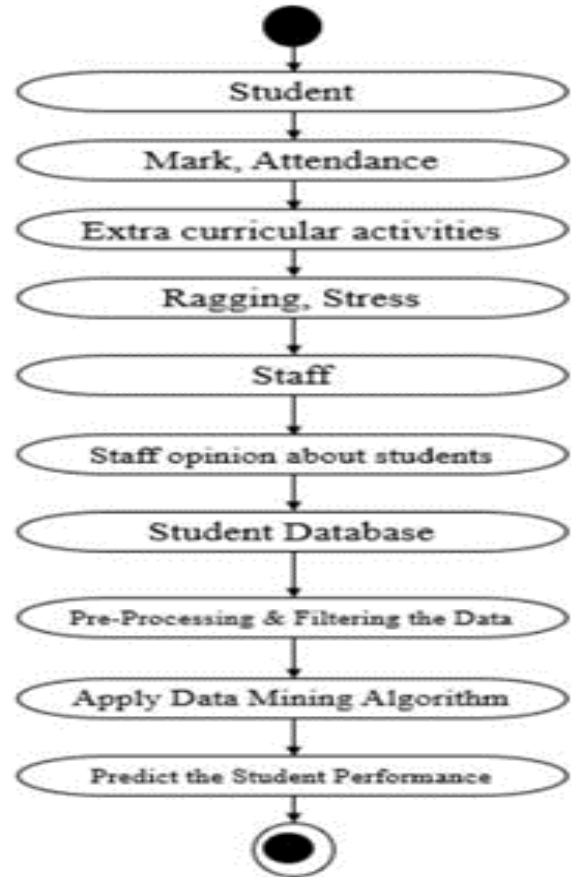 Student
Mark, Attendance
Extra curricular activities
Ragging, Stress
Staff
Staff opinion about students
Student Database
Pre-Processing & Filtering the Data
Apply Data Mining Algorithm
Predict the Student Performance